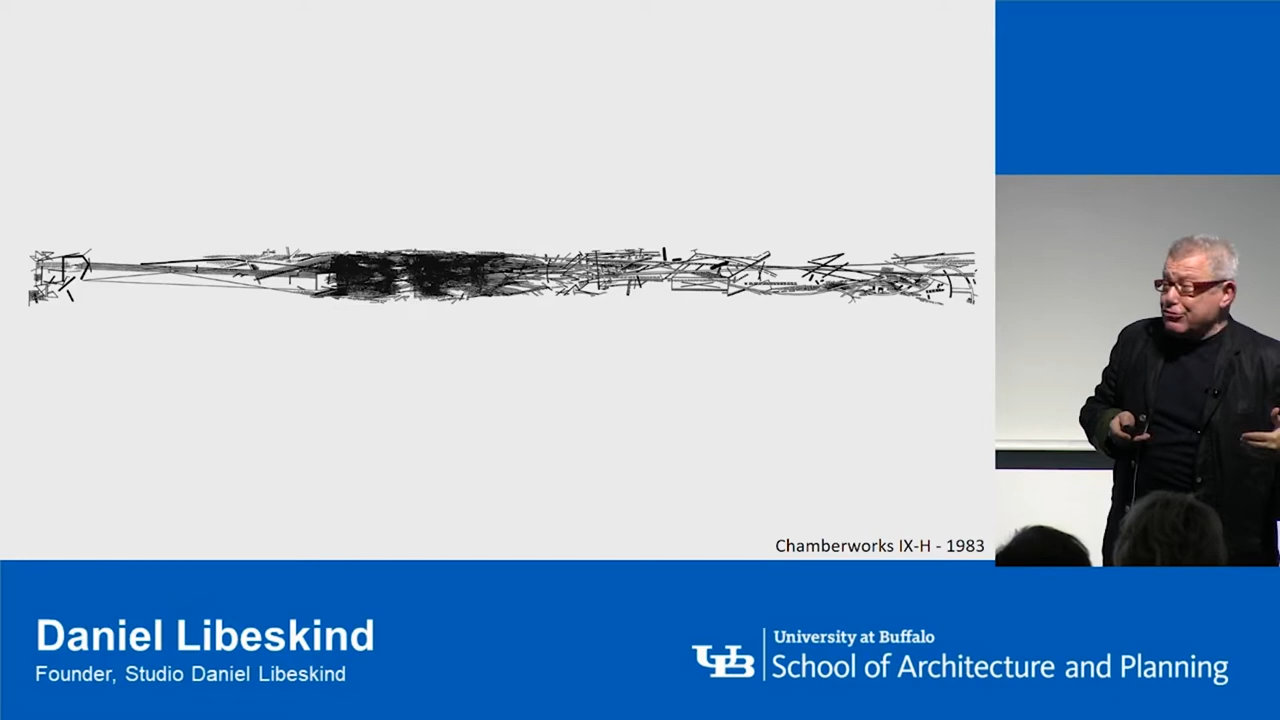 Chamberworks IX-H - 1983
Daniel Libeskind
Founder, Studio Daniel Libeskind
UB
University at Buffalo
School of Architecture and Planning